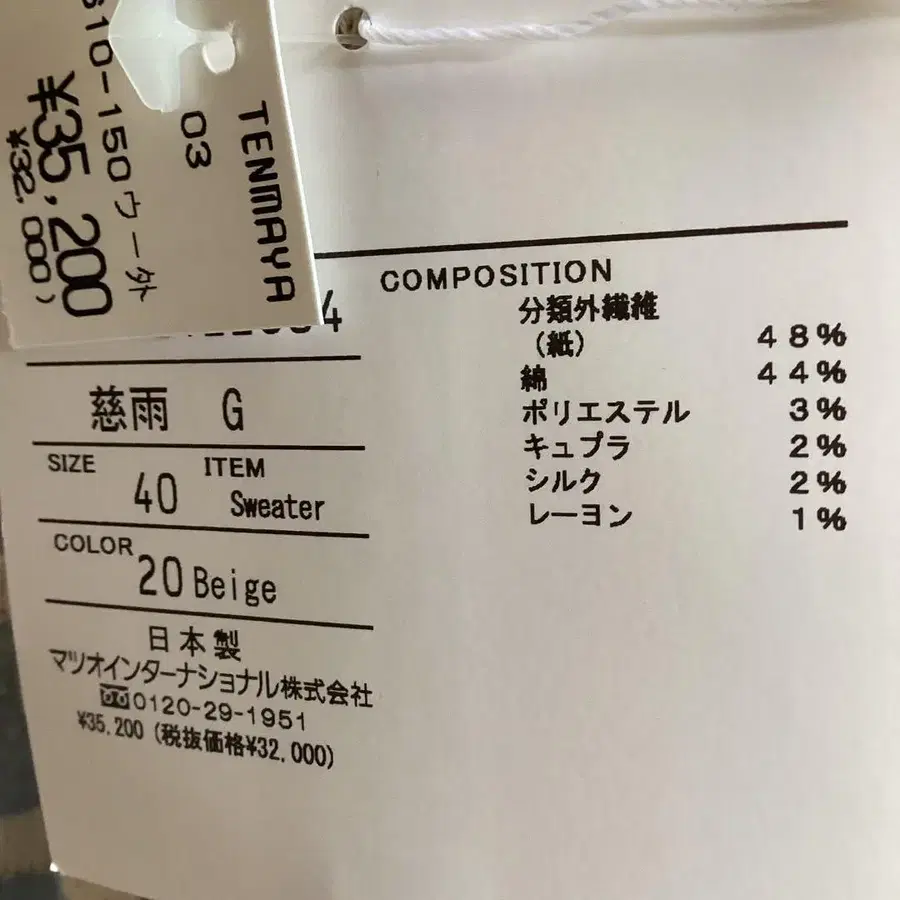 TENMAYA
03
610-150ウー外
¥35,200
¥32,000)
4
慈雨 G
SIZE 40
ITEM Sweater
COLOR 20 Beige
日本製
マツオインターナショナル株式会社
0120-29-1951
¥35,200 (税抜価格¥32,000)
COMPOSITION
分類外繊維
(紙) 48%
綿 44%
ポリエステル 3%
キュプラ 2%
シルク 2%
レーヨン 1%